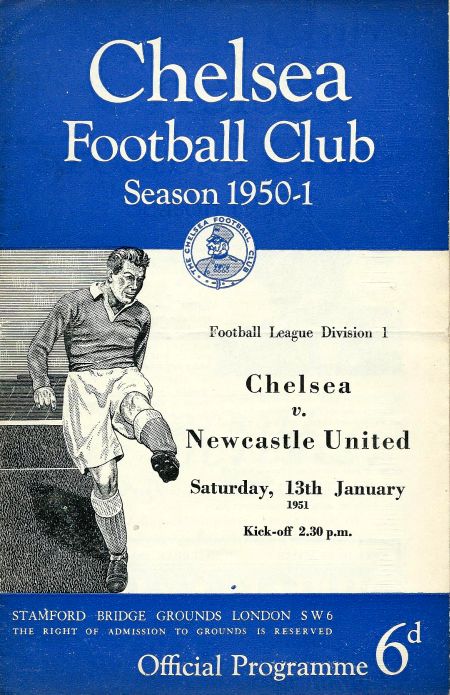 Chelsea
Football Club
Season 1950-1
THE CHELSEA FOOTBALL CLUB
Football League Division 1
Chelsea
v.
Newcastle United
Saturday, 13th January
1951
Kick-off 2.30 p.m.
STAMFORD BRIDGE GROUNDS LONDON SW6
THE RIGHT OF ADMISSION TO GROUNDS IS RESERVED
Official Programme 6d